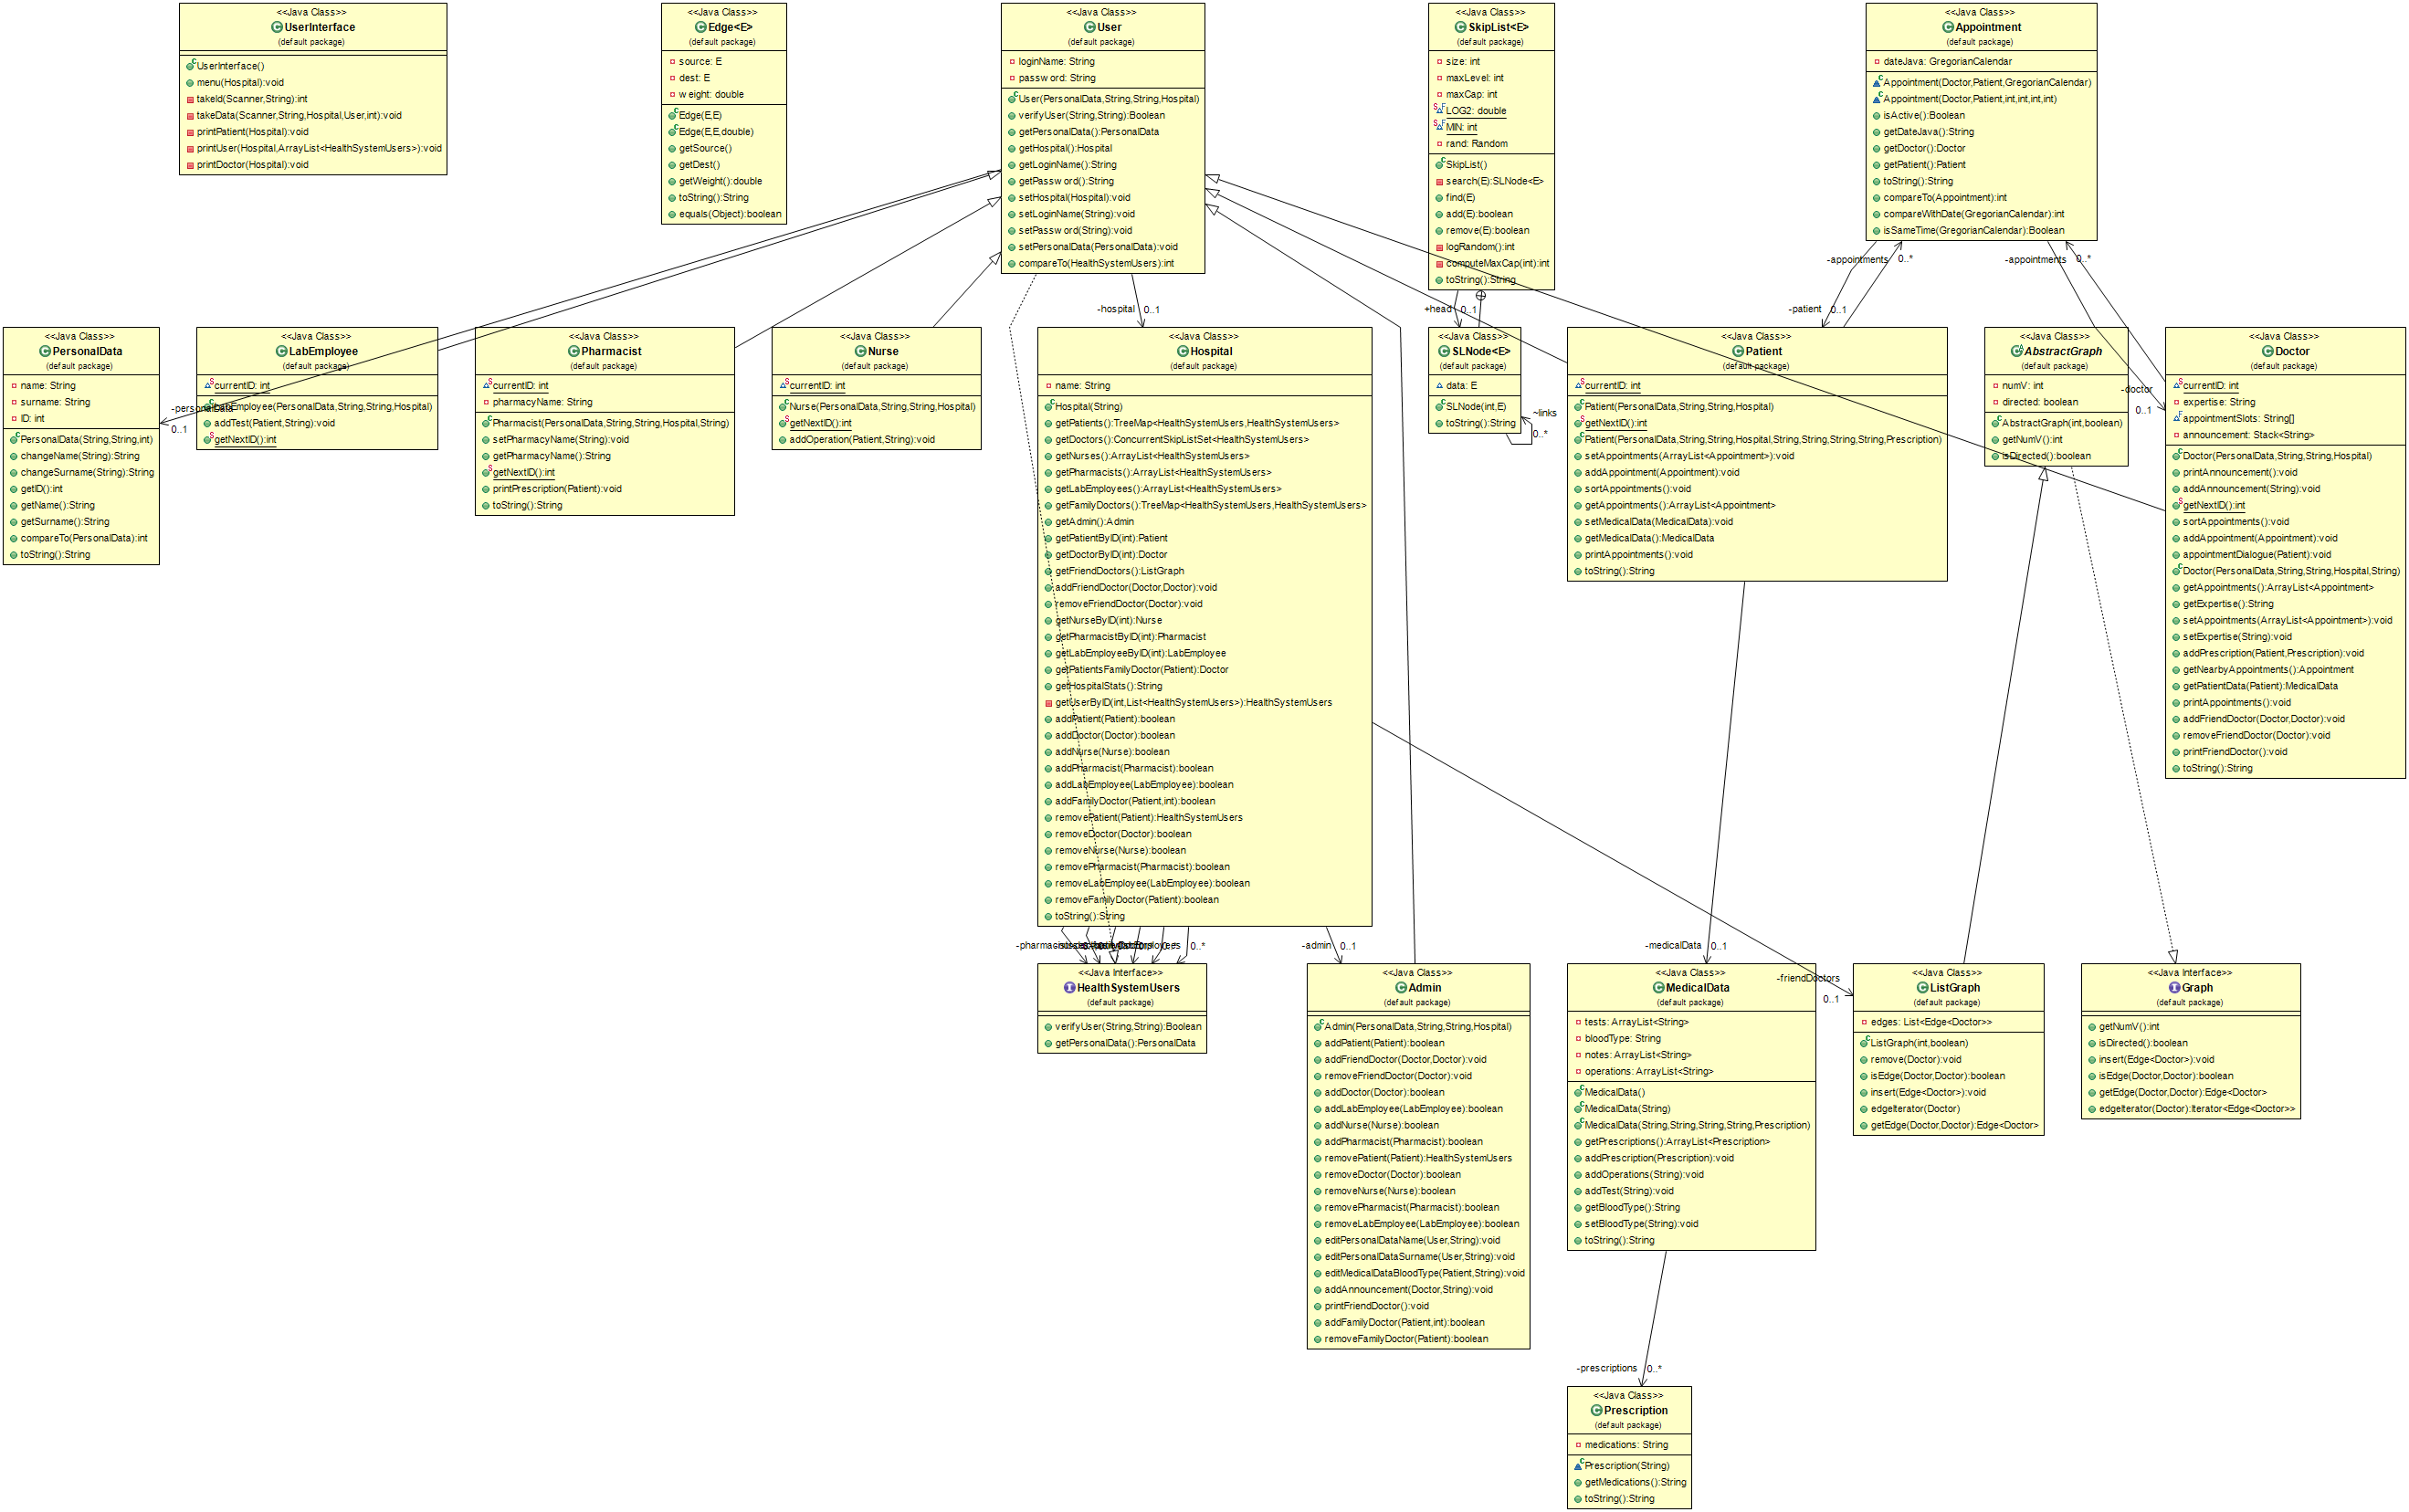 <<Java Class>>
UserInterface
(default package)
UserInterface()
menu(Hospital):void
takeId(Scanner,String):int
takeData(Scanner,String,Hospital,User,int):void
printPatient(Hospital):void
printUser(Hospital,ArrayList<HealthSystemUsers>):void
printDoctor(Hospital):void
<<Java Class>>
Edge<E>
(default package)
source: E
dest: E
weight: double
Edge(E,E)
Edge(E,E,double)
getSource()
getDest()
getWeight():double
toString():String
equals(Object):boolean
<<Java Class>>
User
(default package)
loginName: String
password: String
User(PersonalData,String,String,Hospital)
verifyUser(String,String):Boolean
getPersonalData():PersonalData
getHospital():Hospital
getLoginName():String
getPassword():String
setHospital(Hospital):void
setLoginName(String):void
setPassword(String):void
setPersonalData(PersonalData):void
compareTo(HealthSystemUsers):int
<<Java Class>>
SkipList<E>
(default package)
size: int
maxLevel: int
maxCap: int
LOG2: double
MIN: int
rand: Random
SkipList()
search(E):SLNode<E>
find(E)
add(E):boolean
remove(E):boolean
logRandom():int
computeMaxCap(int):int
toString():String
<<Java Class>>
Appointment
(default package)
dateJava: GregorianCalendar
Appointment(Doctor,Patient,GregorianCalendar)
Appointment(Doctor,Patient,int,int,int,int)
isActive():Boolean
getDateJava():String
getDoctor():Doctor
getPatient():Patient
toString():String
compareTo(Appointment):int
compareWithDate(GregorianCalendar):int
isSameTime(GregorianCalendar):Boolean
-appointments 0..*
-appointments 0..*
-hospital 0..1
+head 0..1
-patient 0..1
<<Java Class>>
PersonalData
(default package)
name: String
surname: String
ID: int
PersonalData(String,String,int)
changeName(String):String
changeSurname(String):String
getID():int
getName():String
getSurname():String
compareTo(PersonalData):int
toString():String
-personalData
0..1
<<Java Class>>
LabEmployee
(default package)
currentID: int
LabEmployee(PersonalData,String,String,Hospital)
addTest(Patient,String):void
getNextID():int
<<Java Class>>
Pharmacist
(default package)
currentID: int
pharmacyName: String
Pharmacist(PersonalData,String,String,Hospital,String)
setPharmacyName(String):void
getPharmacyName():String
getNextID():int
printPrescription(Patient):void
toString():String
<<Java Class>>
Nurse
(default package)
currentID: int
Nurse(PersonalData,String,String,Hospital)
getNextID():int
addOperation(Patient,String):void
<<Java Class>>
Hospital
(default package)
name: String
Hospital(String)
getPatients():TreeMap<HealthSystemUsers,HealthSystemUsers>
getDoctors():ConcurrentSkipListSet<HealthSystemUsers>
getNurses():ArrayList<HealthSystemUsers>
getPharmacists():ArrayList<HealthSystemUsers>
getLabEmployees():ArrayList<HealthSystemUsers>
getFamilyDoctors():TreeMap<HealthSystemUsers,HealthSystemUsers>
getAdmin():Admin
getPatientByID(int):Patient
getDoctorByID(int):Doctor
getFriendDoctors():ListGraph
addFriendDoctor(Doctor,Doctor):void
removeFriendDoctor(Doctor):void
getNurseByID(int):Nurse
getPharmacistByID(int):Pharmacist
getLabEmployeeByID(int):LabEmployee
getPatientsFamilyDoctor(Patient):Doctor
getHospitalStats():String
getUserByID(int,List<HealthSystemUsers>):HealthSystemUsers
addPatient(Patient):boolean
addDoctor(Doctor):boolean
addNurse(Nurse):boolean
addPharmacist(Pharmacist):boolean
addLabEmployee(LabEmployee):boolean
addFamilyDoctor(Patient,int):boolean
removePatient(Patient):HealthSystemUsers
removeDoctor(Doctor):boolean
removeNurse(Nurse):boolean
removePharmacist(Pharmacist):boolean
removeLabEmployee(LabEmployee):boolean
removeFamilyDoctor(Patient):boolean
toString():String
<<Java Class>>
SLNode<E>
(default package)
data: E
SLNode(int,E)
toString():String
~links
0..*
<<Java Class>>
Patient
(default package)
currentID: int
Patient(PersonalData,String,String,Hospital)
getNextID():int
Patient(PersonalData,String,String,Hospital,String,String,String,String,Prescription)
setAppointments(ArrayList<Appointment>):void
addAppointment(Appointment):void
sortAppointments():void
getAppointments():ArrayList<Appointment>
setMedicalData(MedicalData):void
getMedicalData():MedicalData
printAppointments():void
toString():String
<<Java Class>>
AbstractGraph
(default package)
numV: int
directed: boolean
AbstractGraph(int,boolean)
getNumV():int
isDirected():boolean
-doctor
0..1
<<Java Class>>
Doctor
(default package)
currentID: int
expertise: String
appointmentSlots: String[]
announcement: Stack<String>
Doctor(PersonalData,String,String,Hospital)
printAnnouncement():void
addAnnouncement(String):void
getNextID():int
sortAppointments():void
addAppointment(Appointment):void
appointmentDialogue(Patient):void
Doctor(PersonalData,String,String,Hospital,String)
getAppointments():ArrayList<Appointment>
getExpertise():String
setAppointments(ArrayList<Appointment>):void
setExpertise(String):void
addPrescription(Patient,Prescription):void
getNearbyAppointments():Appointment
getPatientData(Patient):MedicalData
printAppointments():void
addFriendDoctor(Doctor,Doctor):void
removeFriendDoctor(Doctor):void
printFriendDoctor():void
toString():String
0..*
-admin 0..1
-medicalData 0..1
-friendDoctors
0..1
<<Java Interface>>
HealthSystemUsers
(default package)
verifyUser(String,String):Boolean
getPersonalData():PersonalData
<<Java Class>>
Admin
(default package)
Admin(PersonalData,String,String,Hospital)
addPatient(Patient):boolean
addFriendDoctor(Doctor,Doctor):void
removeFriendDoctor(Doctor):void
addDoctor(Doctor):boolean
addLabEmployee(LabEmployee):boolean
addNurse(Nurse):boolean
addPharmacist(Pharmacist):boolean
removePatient(Patient):HealthSystemUsers
removeDoctor(Doctor):boolean
removeNurse(Nurse):boolean
removePharmacist(Pharmacist):boolean
removeLabEmployee(LabEmployee):boolean
editPersonalDataName(User,String):void
editPersonalDataSurname(User,String):void
editMedicalDataBloodType(Patient,String):void
addAnnouncement(Doctor,String):void
printFriendDoctor():void
addFamilyDoctor(Patient,int):boolean
removeFamilyDoctor(Patient):boolean
<<Java Class>>
MedicalData
(default package)
tests: ArrayList<String>
bloodType: String
notes: ArrayList<String>
operations: ArrayList<String>
MedicalData()
MedicalData(String)
MedicalData(String,String,String,String,Prescription)
getPrescriptions():ArrayList<Prescription>
addPrescription(Prescription):void
addOperations(String):void
addTest(String):void
getBloodType():String
setBloodType(String):void
toString():String
<<Java Class>>
ListGraph
(default package)
edges: List<Edge<Doctor>>
ListGraph(int,boolean)
remove(Doctor):void
isEdge(Doctor,Doctor):boolean
insert(Edge<Doctor>):void
edgeIterator(Doctor)
getEdge(Doctor,Doctor):Edge<Doctor>
<<Java Interface>>
Graph
(default package)
getNumV():int
isDirected():boolean
insert(Edge<Doctor>):void
isEdge(Doctor,Doctor):boolean
getEdge(Doctor,Doctor):Edge<Doctor>
edgeIterator(Doctor):Iterator<Edge<Doctor>>
-prescriptions 0..*
<<Java Class>>
Prescription
(default package)
medications: String
Prescription(String)
getMedications():String
toString():String